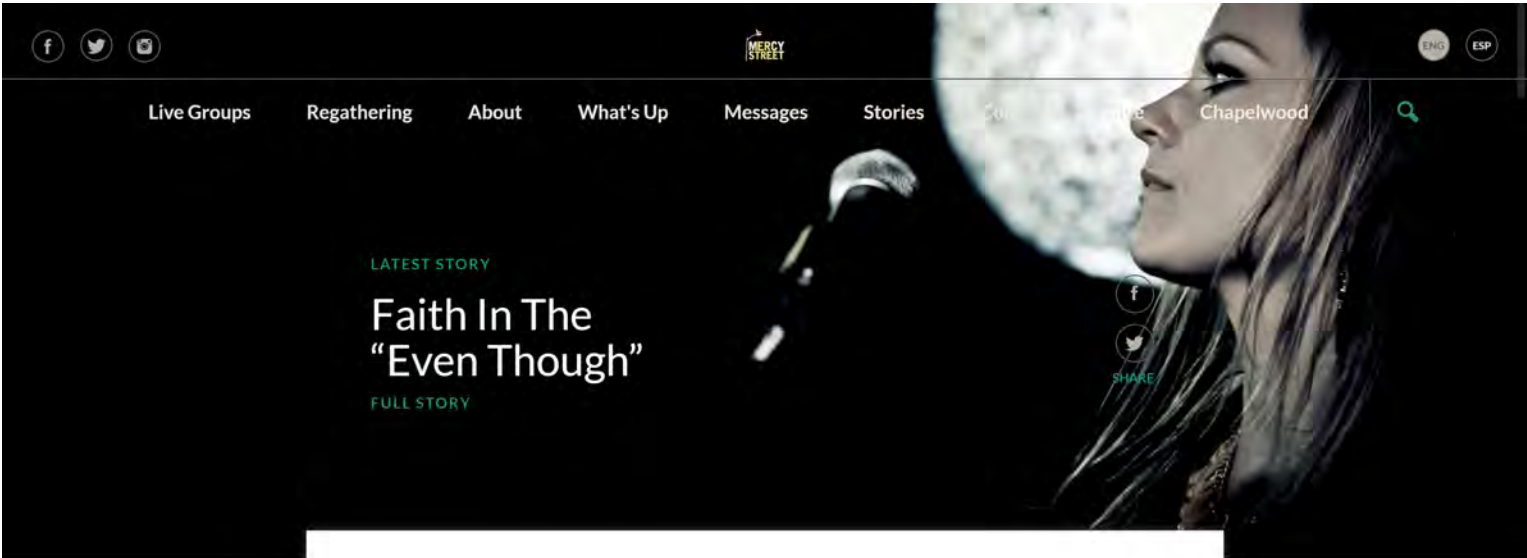 f
MERCY
STREET
ENG ESP
Live Groups Regathering About What's Up Messages Stories Chapelwood
LATEST STORY
Faith In The
“Even Though”
FULL STORY
f
SHARE